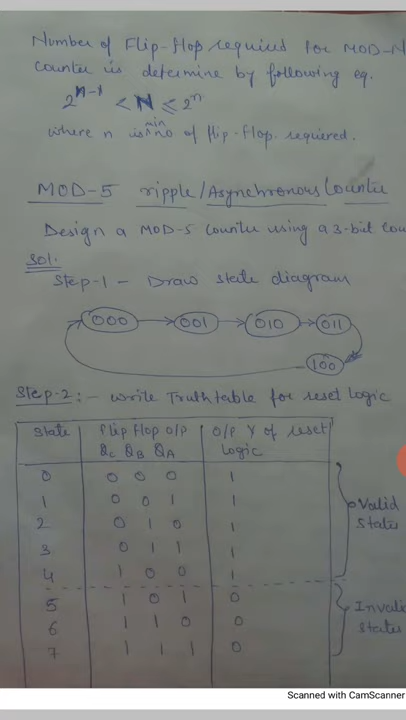 Number of Flip-flop required for MOD-N
counter is determine by following eq.
2^n-1 < N ≤ 2^n
where n is min no of flip-flop required.
MOD-5 ripple/Asynchronous Counter
Design a MOD-5 Counter using a 3-bit cou
Sol.
Step-1 - Draw state diagram
000 001 010 011
100
Step-2 :- Write Truth table for reset logic
State Flip Flop O/P O/P Y of reset
QC QB QA logic
0 0 0 0 1
1 0 0 1 1
2 0 1 0 1
3 0 1 1 1
4 1 0 0 1
Valid
States
5 1 0 1 0
6 1 1 0 0
7 1 1 1 0
Invalid
states
Scanned with CamScanner